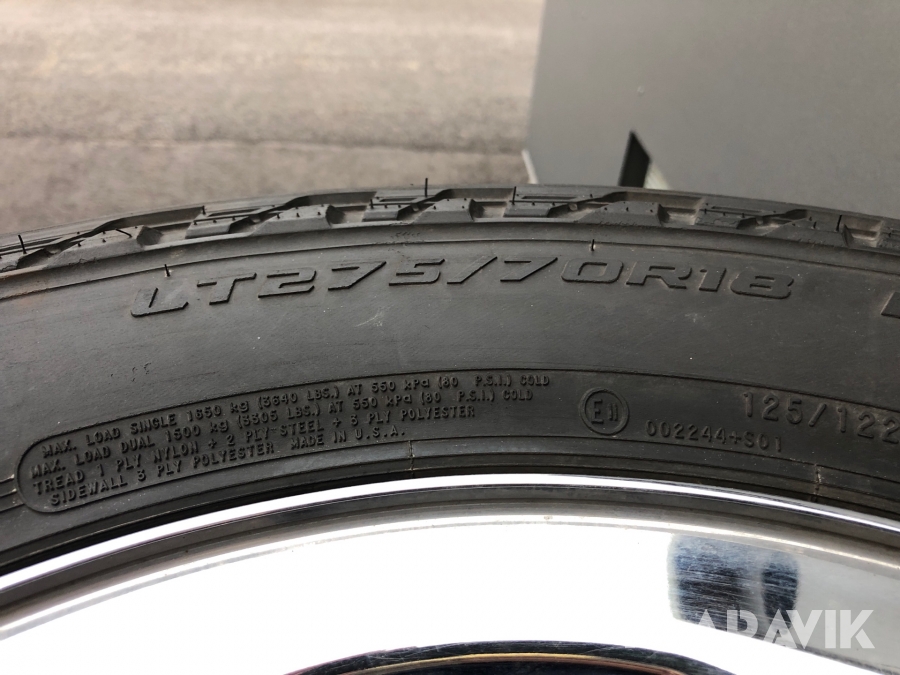 LT275/70R18
MAX. LOAD SINGLE 1650 kg (3640 LBS.) AT 550 kPa (80 P.S.I.) COLD
MAX. LOAD DUAL 1500 kg (3305 LBS.) AT 550 kPa (80 P.S.I.) COLD
TREAD 1 PLY NYLON + 2 PLY STEEL + 3 PLY POLYESTER
SIDEWALL 3 PLY POLYESTER MADE IN U.S.A.
E11
002244+S01
125/122
ARAVIK